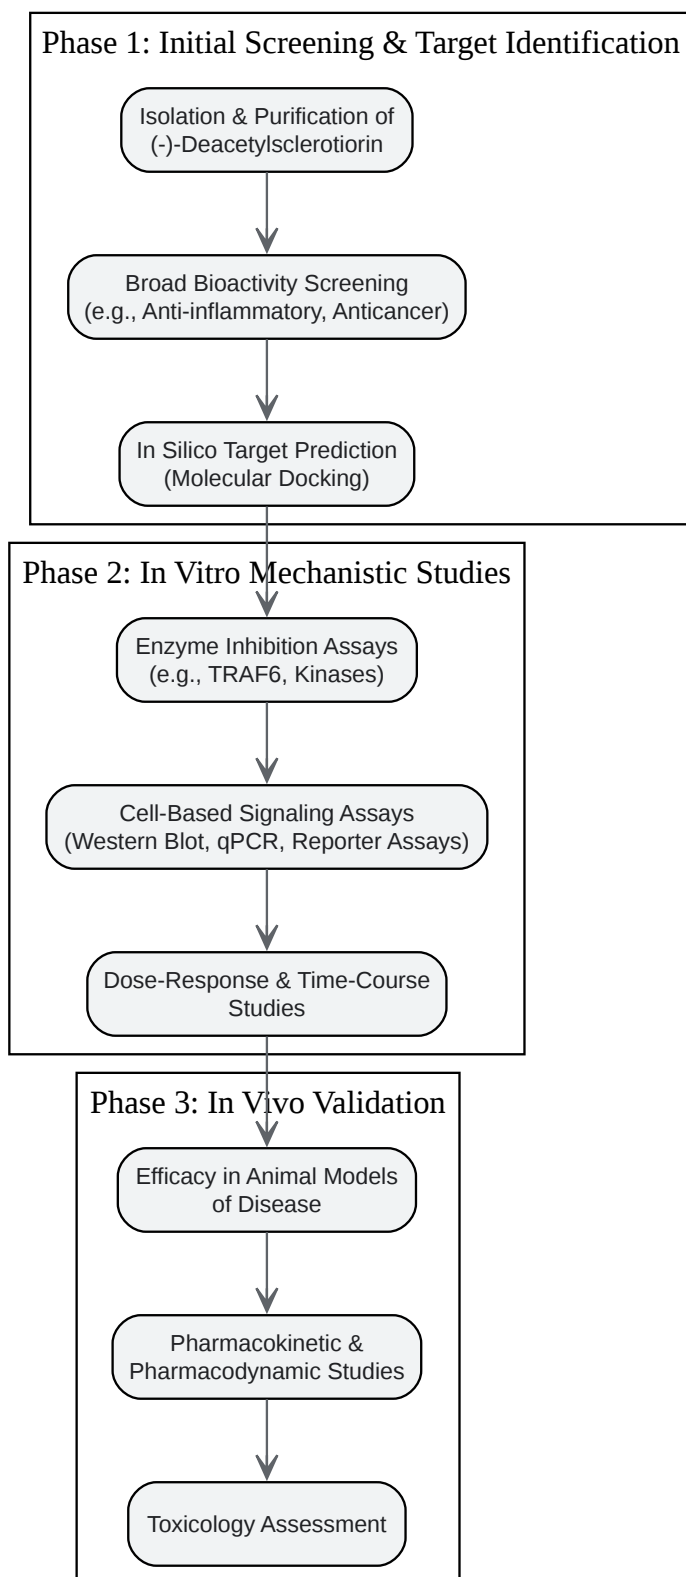 Phase 1: Initial Screening & Target Identification
Isolation & Purification of
(-)-Deacetylsclerotiorin
Broad Bioactivity Screening
(e.g., Anti-inflammatory, Anticancer)
In Silico Target Prediction
(Molecular Docking)
Phase 2: In Vitro Mechanistic Studies
Enzyme Inhibition Assays
(e.g., TRAF6, Kinases)
Cell-Based Signaling Assays
(Western Blot, qPCR, Reporter Assays)
Dose-Response & Time-Course
Studies
Phase 3: In Vivo Validation
Efficacy in Animal Models
of Disease
Pharmacokinetic &
Pharmacodynamic Studies
Toxicology Assessment